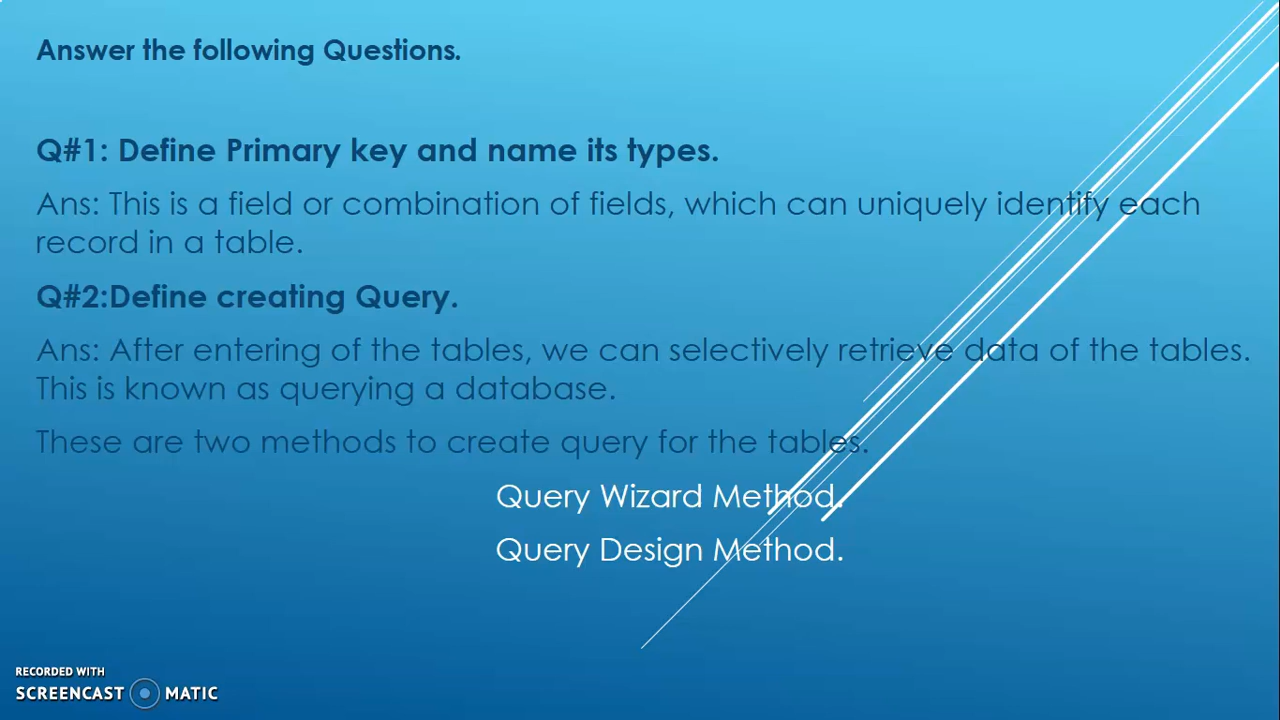 Answer the following Questions.
Q#1: Define Primary key and name its types.
Ans: This is a field or combination of fields, which can uniquely identify each
record in a table.
Q#2:Define creating Query.
Ans: After entering of the tables, we can selectively retrieve data of the tables.
This is known as querying a database.
These are two methods to create query for the tables.
Query Wizard Method.
Query Design Method.
RECORDED WITH
SCREENCAST MATIC